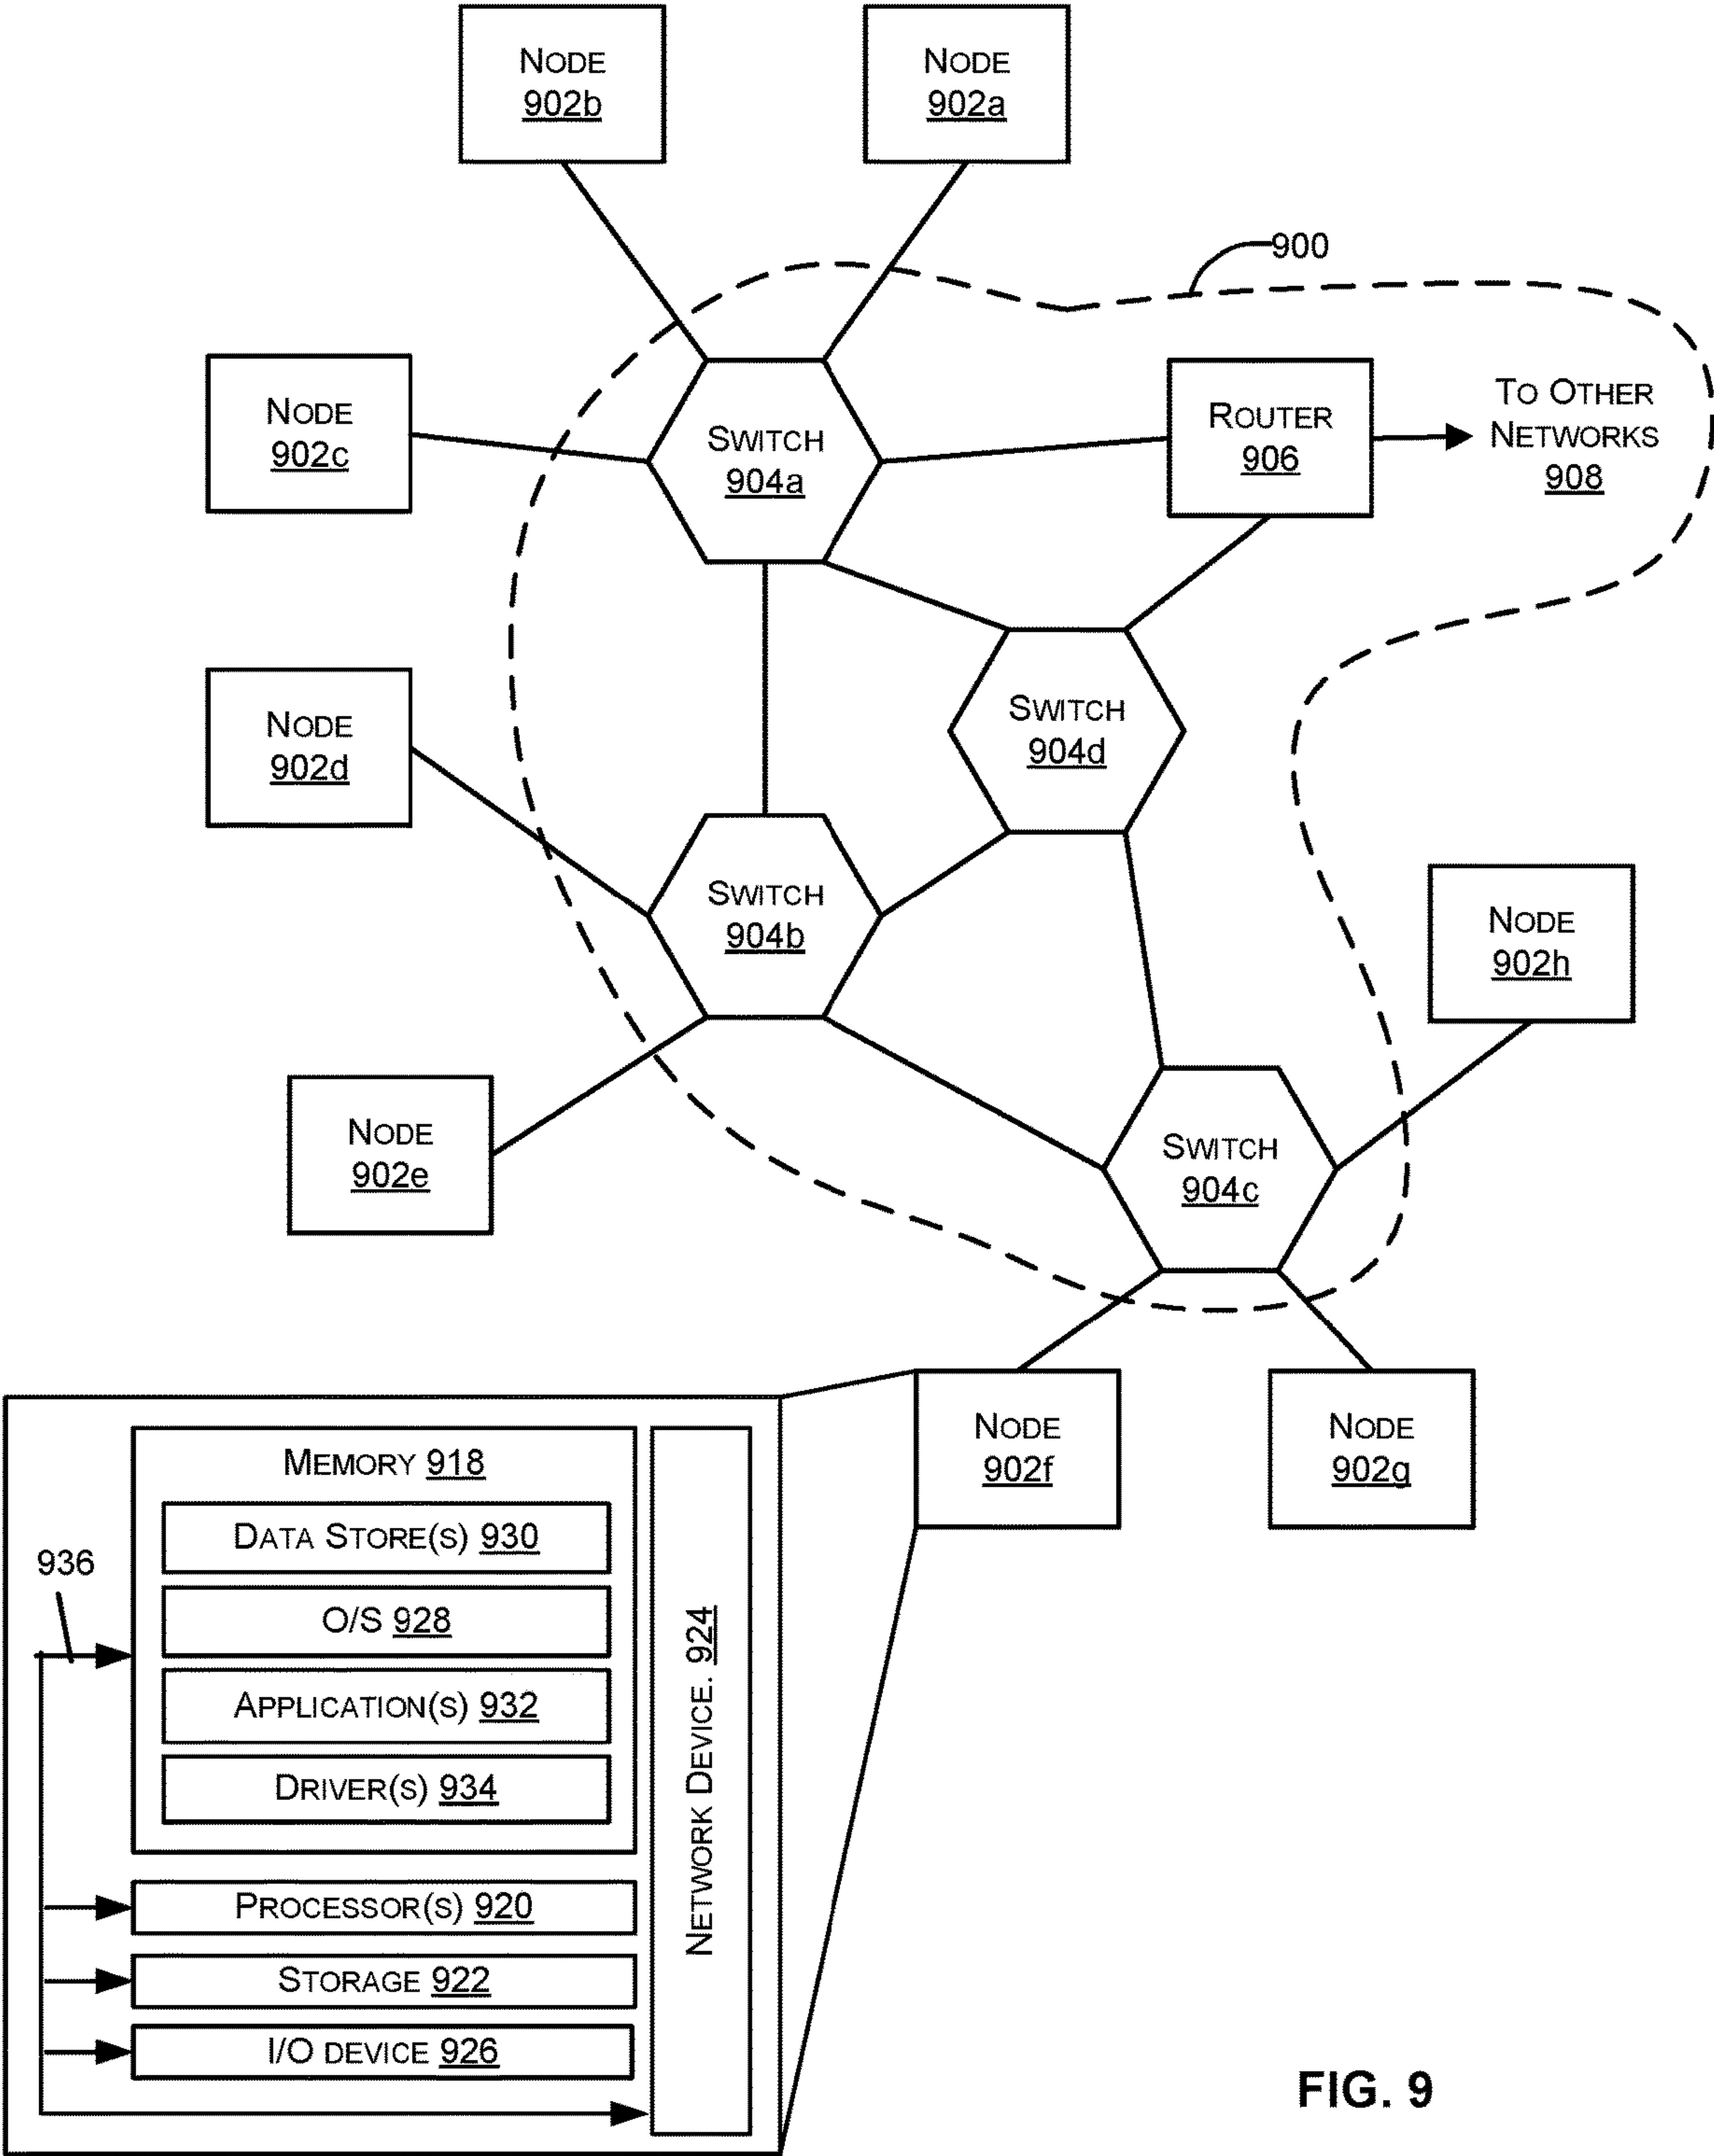 NODE
902b
NODE
902a
900
NODE
902c
SWITCH
904a
ROUTER
906
TO OTHER
NETWORKS
908
NODE
902d
SWITCH
904d
SWITCH
904b
NODE
902h
NODE
902e
SWITCH
904c
NODE
902f
NODE
902g
MEMORY 918
DATA STORE(S) 930
936
O/S 928
APPLICATION(S) 932
DRIVER(S) 934
NETWORK DEVICE. 924
PROCESSOR(S) 920
STORAGE 922
I/O DEVICE 926
FIG. 9